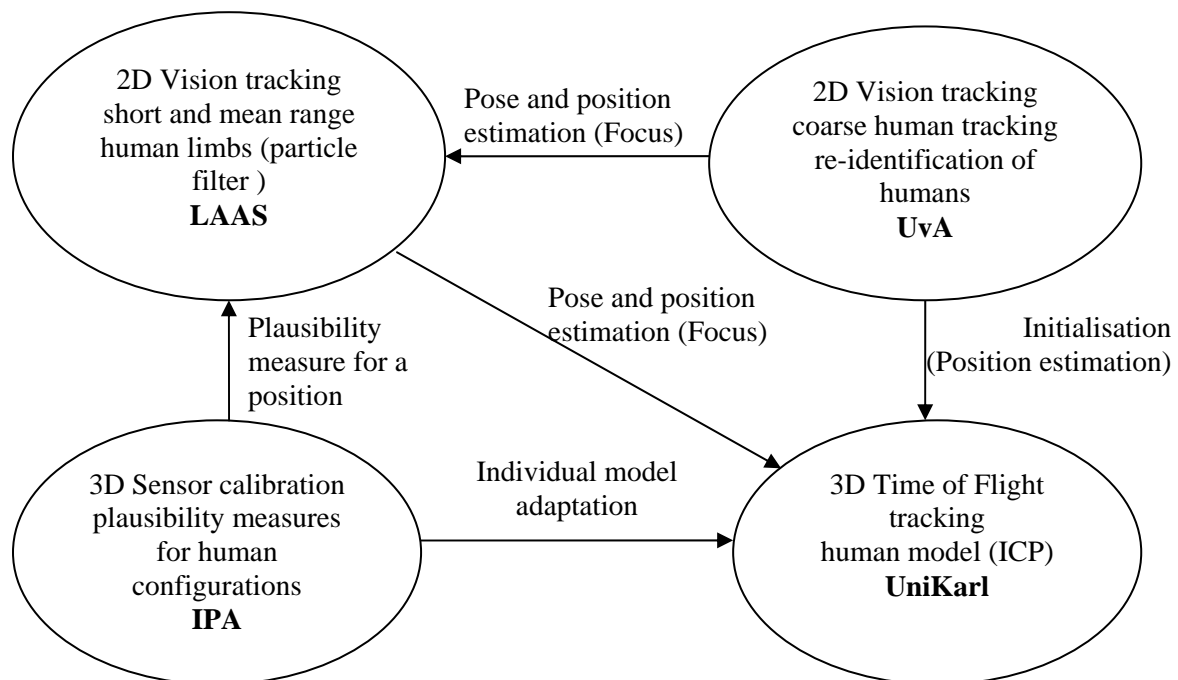 2D Vision tracking
short and mean range
human limbs (particle
filter )
LAAS
Pose and position
estimation (Focus)
2D Vision tracking
coarse human tracking
re-identification of
humans
UvA
Plausibility
measure for a
position
Pose and position
estimation (Focus)
Initialisation
(Position estimation)
3D Sensor calibration
plausibility measures
for human
configurations
IPA
Individual model
adaptation
3D Time of Flight
tracking
human model (ICP)
UniKarl